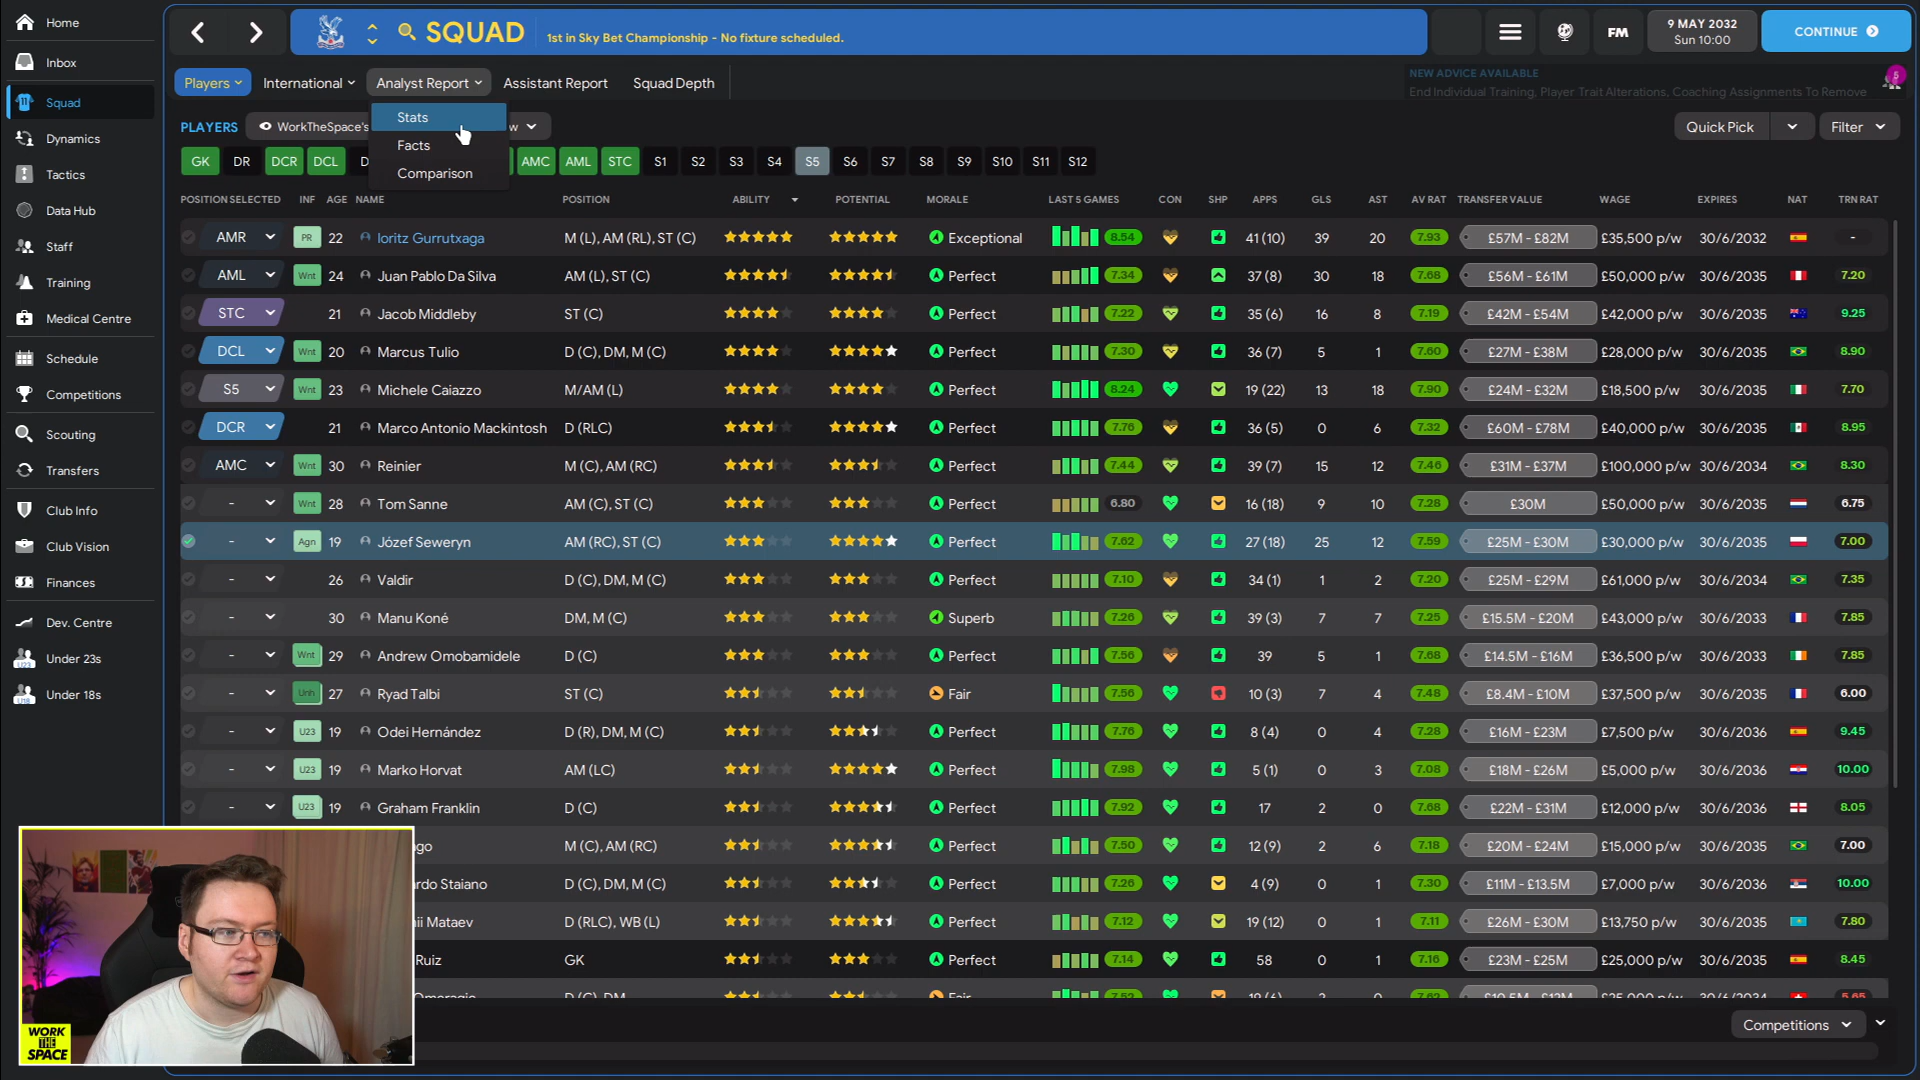 Home
Inbox
Squad
Dynamics
Tactics
Data Hub
Staff
Training
Medical Centre
Schedule
Competitions
Scouting
Transfers
Club Info
Club Vision
Finances
Dev. Centre
Under 23s
Under 18s
SQUAD
1st in Sky Bet Championship - No fixture scheduled.
FM
9 MAY 2032
Sun 10:00
CONTINUE
Players International Analyst Report Assistant Report Squad Depth
NEW ADVICE AVAILABLE
End Individual Training, Player Trait Alterations, Coaching Assignments To Remove
5
Stats
Facts
Comparison
PLAYERS WorkTheSpace's w Quick Pick Filter
GK DR DCR DCL D AMC AML STC S1 S2 S3 S4 S5 S6 S7 S8 S9 S10 S11 S12
POSITION SELECTED INF AGE NAME POSITION ABILITY POTENTIAL MORALE LAST 5 GAMES CON SHP APPS GLS AST AV RAT TRANSFER VALUE WAGE EXPIRES NAT TRN RAT
AMR PR 22 Ioritz Gurrutxaga M (L), AM (RL), ST (C) Exceptional 8.54 41 (10) 39 20 7.93 £57M - £82M £35,500 p/w 30/6/2032 -
AML Wnt 24 Juan Pablo Da Silva AM (L), ST (C) Perfect 7.34 37 (8) 30 18 7.68 £56M - £61M £50,000 p/w 30/6/2035 7.20
STC 21 Jacob Middleby ST (C) Perfect 7.22 35 (6) 16 8 7.19 £42M - £54M £42,000 p/w 30/6/2035 9.25
DCL Wnt 20 Marcus Tulio D (C), DM, M (C) Perfect 7.30 36 (7) 5 1 7.60 £27M - £38M £28,000 p/w 30/6/2035 8.90
S5 Wnt 23 Michele Caiazzo M/AM (L) Perfect 8.24 19 (22) 13 18 7.90 £24M - £32M £18,500 p/w 30/6/2035 7.70
DCR 21 Marco Antonio Mackintosh D (RLC) Perfect 7.76 36 (5) 0 6 7.32 £60M - £78M £40,000 p/w 30/6/2035 8.95
AMC Wnt 30 Reinier M (C), AM (RC) Perfect 7.44 39 (7) 15 12 7.46 £31M - £37M £100,000 p/w 30/6/2034 8.30
- Wnt 28 Tom Sanne AM (C), ST (C) Perfect 6.80 16 (18) 9 10 7.28 £30M £50,000 p/w 30/6/2035 6.75
- Agn 19 Józef Seweryn AM (RC), ST (C) Perfect 7.62 27 (18) 25 12 7.59 £25M - £30M £30,000 p/w 30/6/2035 7.00
- 26 Valdir D (C), DM, M (C) Perfect 7.10 34 (1) 1 2 7.20 £25M - £29M £61,000 p/w 30/6/2034 7.35
- 30 Manu Koné DM, M (C) Superb 7.26 39 (3) 7 7 7.25 £15.5M - £20M £43,000 p/w 30/6/2033 7.85
- Wnt 29 Andrew Omobamidele D (C) Perfect 7.56 39 5 1 7.68 £14.5M - £16M £36,500 p/w 30/6/2033 7.85
- Unh 27 Ryad Talbi ST (C) Fair 7.56 10 (3) 7 4 7.48 £8.4M - £10M £37,500 p/w 30/6/2035 6.00
- U23 19 Odei Hernández D (R), DM, M (C) Perfect 7.76 8 (4) 0 4 7.28 £16M - £23M £7,500 p/w 30/6/2036 9.45
- U23 19 Marko Horvat AM (LC) Perfect 7.98 5 (1) 0 3 7.08 £18M - £26M £5,000 p/w 30/6/2036 10.00
- U23 19 Graham Franklin D (C) Perfect 7.92 17 2 0 7.68 £22M - £31M £12,000 p/w 30/6/2036 8.05
go M (C), AM (RC) Perfect 7.50 12 (9) 2 6 7.18 £20M - £24M £15,000 p/w 30/6/2035 7.00
rdo Staiano D (C), DM, M (C) Perfect 7.26 4 (9) 0 1 7.30 £11M - £13.5M £7,000 p/w 30/6/2036 10.00
ii Mataev D (RLC), WB (L) Perfect 7.12 19 (12) 0 1 7.11 £26M - £30M £13,750 p/w 30/6/2035 7.80
Ruiz GK Perfect 7.14 58 0 1 7.16 £23M - £25M £25,000 p/w 30/6/2035 8.45
D (C), DM Fair
Competitions
WORK
THE
SPACE